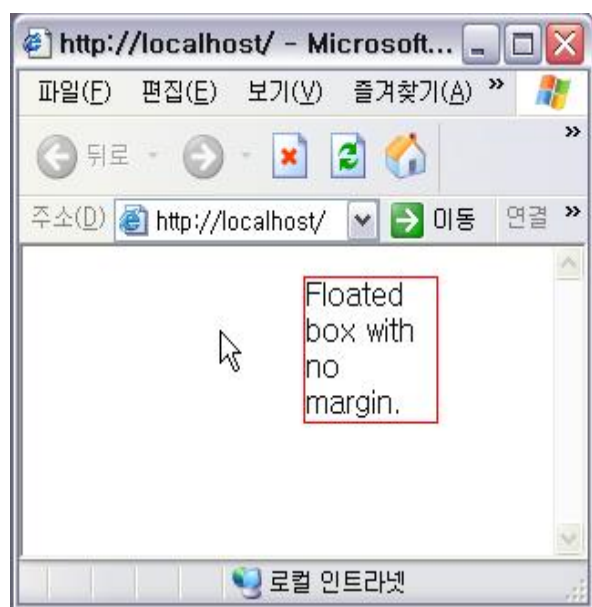 http://localhost/ - Microsoft...
파일(F) 편집(E) 보기(V) 즐겨찾기(A) »
뒤로 »
주소(D) http://localhost/ 이동 연결 »
Floated
box with
no
margin.
로컬 인트라넷